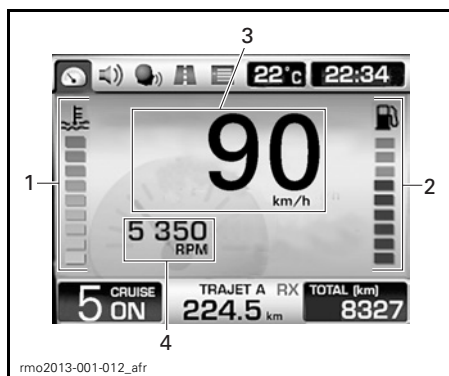 3
22°c 22:34
1
90
km/h
2
5 350
RPM
5 CRUISE ON
TRAJET A RX
224.5 km
TOTAL (km)
8327
4
rmo2013-001-012_afr